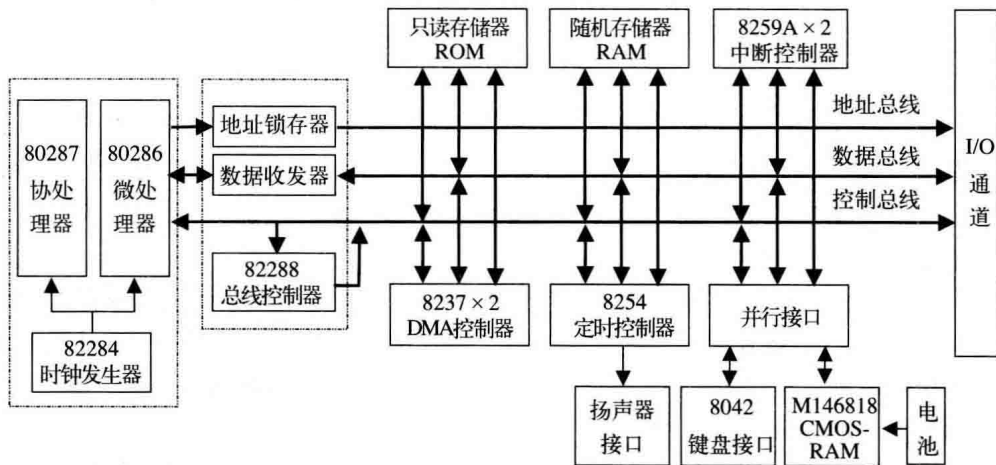 只读存储器
ROM
随机存储器
RAM
8259A × 2
中断控制器
80287
协处
理器
80286
微处
理器
地址锁存器
数据收发器
82288
总线控制器
地址总线
数据总线
控制总线
I/O
通
道
82284
时钟发生器
8237 × 2
DMA控制器
8254
定时控制器
并行接口
扬声器
接口
8042
键盘接口
M146818
CMOS-
RAM
电
池